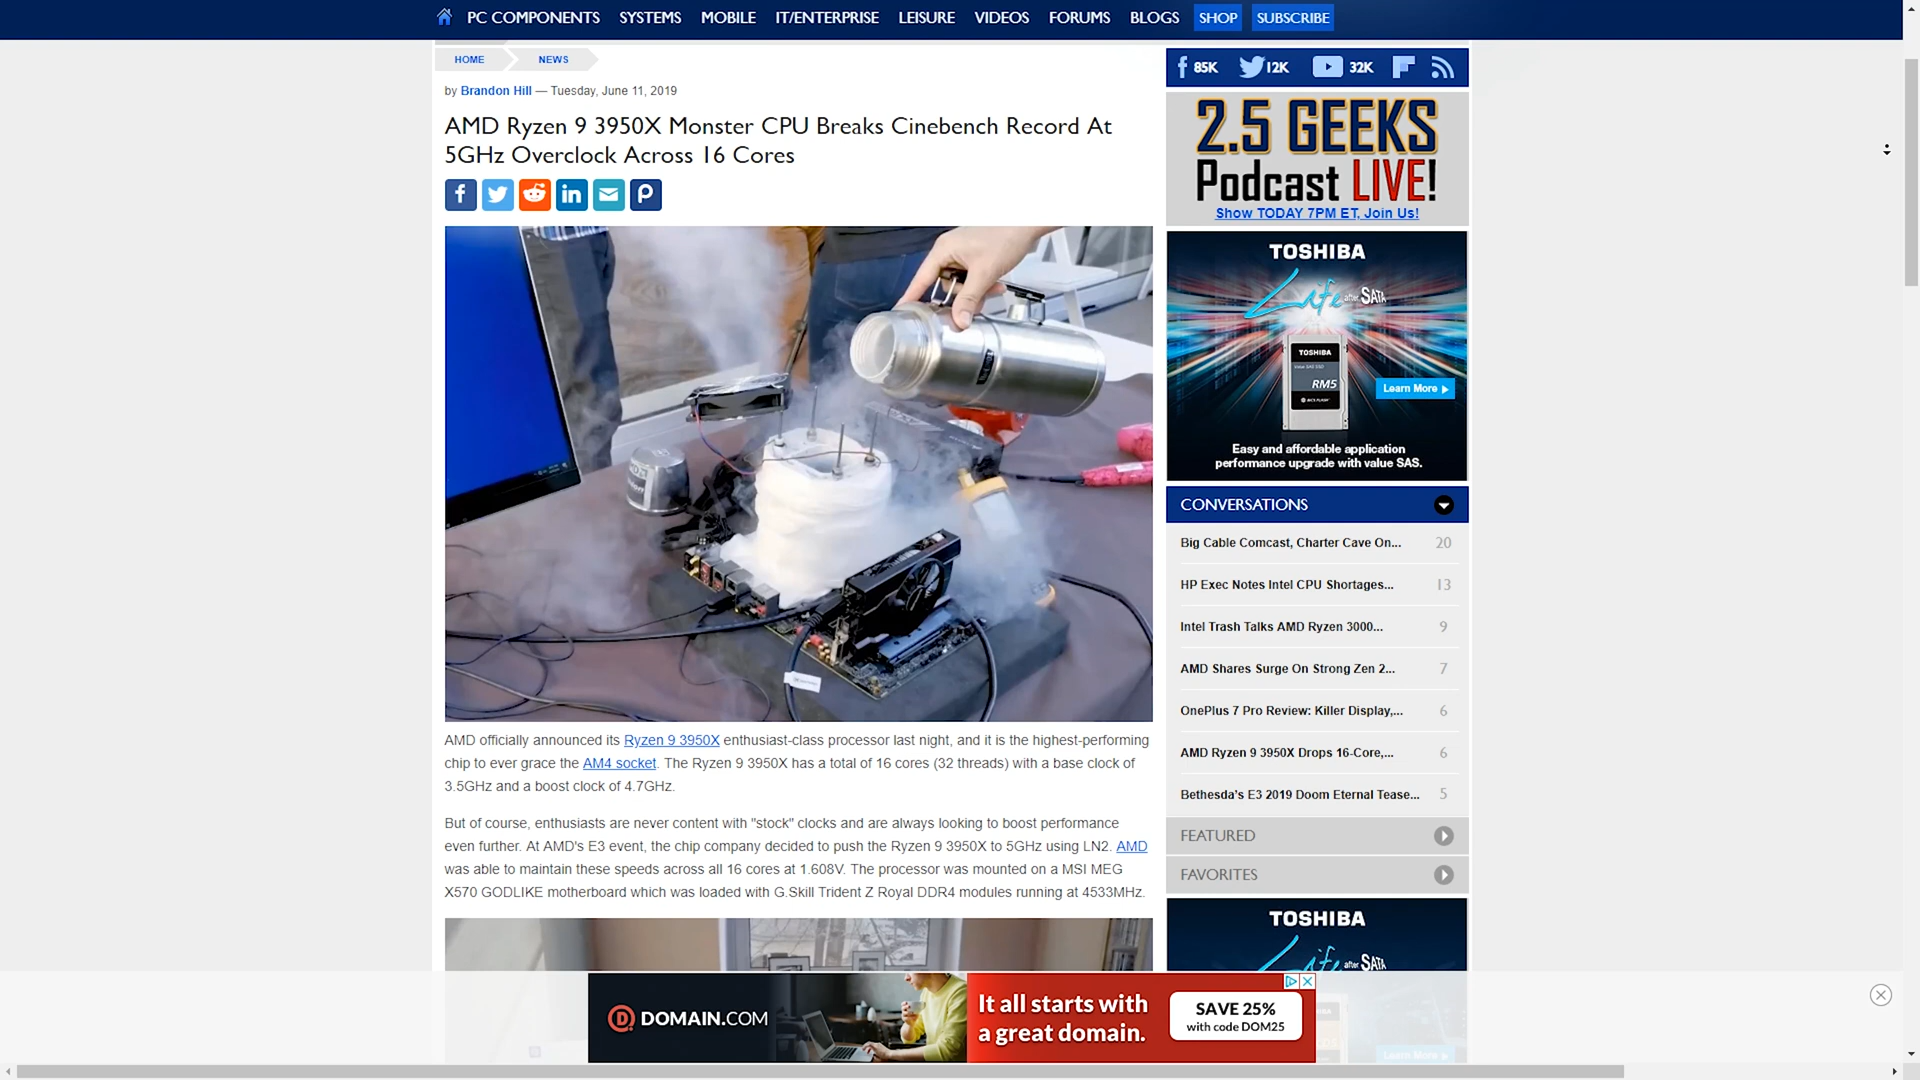 PC COMPONENTS SYSTEMS MOBILE IT/ENTERPRISE LEISURE VIDEOS FORUMS BLOGS SHOP SUBSCRIBE
HOME NEWS
by Brandon Hill — Tuesday, June 11, 2019
AMD Ryzen 9 3950X Monster CPU Breaks Cinebench Record At
5GHz Overclock Across 16 Cores
AMD officially announced its Ryzen 9 3950X enthusiast-class processor last night, and it is the highest-performing
chip to ever grace the AM4 socket. The Ryzen 9 3950X has a total of 16 cores (32 threads) with a base clock of
3.5GHz and a boost clock of 4.7GHz.
But of course, enthusiasts are never content with "stock" clocks and are always looking to boost performance
even further. At AMD's E3 event, the chip company decided to push the Ryzen 9 3950X to 5GHz using LN2. AMD
was able to maintain these speeds across all 16 cores at 1.608V. The processor was mounted on a MSI MEG
X570 GODLIKE motherboard which was loaded with G.Skill Trident Z Royal DDR4 modules running at 4533MHz.
85K 12K 32K
2.5 GEEKS
Podcast LIVE!
Show TODAY 7PM ET, Join Us!
TOSHIBA
Life after SATA
TOSHIBA
Value SAS SSD
RM5
Learn More
Easy and affordable application
performance upgrade with value SAS.
CONVERSATIONS
Big Cable Comcast, Charter Cave On... 20
HP Exec Notes Intel CPU Shortages... 13
Intel Trash Talks AMD Ryzen 3000... 9
AMD Shares Surge On Strong Zen 2... 7
OnePlus 7 Pro Review: Killer Display,... 6
AMD Ryzen 9 3950X Drops 16-Core,... 6
Bethesda's E3 2019 Doom Eternal Tease... 5
FEATURED
FAVORITES
TOSHIBA
Life after SATA
Learn More
D DOMAIN.COM
It all starts with
a great domain.
SAVE 25%
with code DOM25